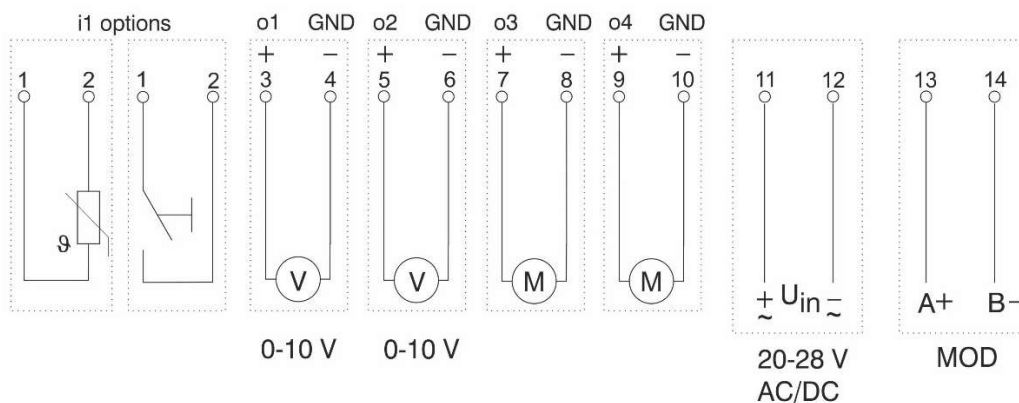 i1 options
o1 GND o2 GND o3 GND o4 GND
+ − + − + − + −
1 2 1 2 3 4 5 6 7 8 9 10 11 12 13 14
ϑ
V V M M
+ ~ Uin − ~ A+ B−
0-10 V 0-10 V 20-28 V MOD
AC/DC